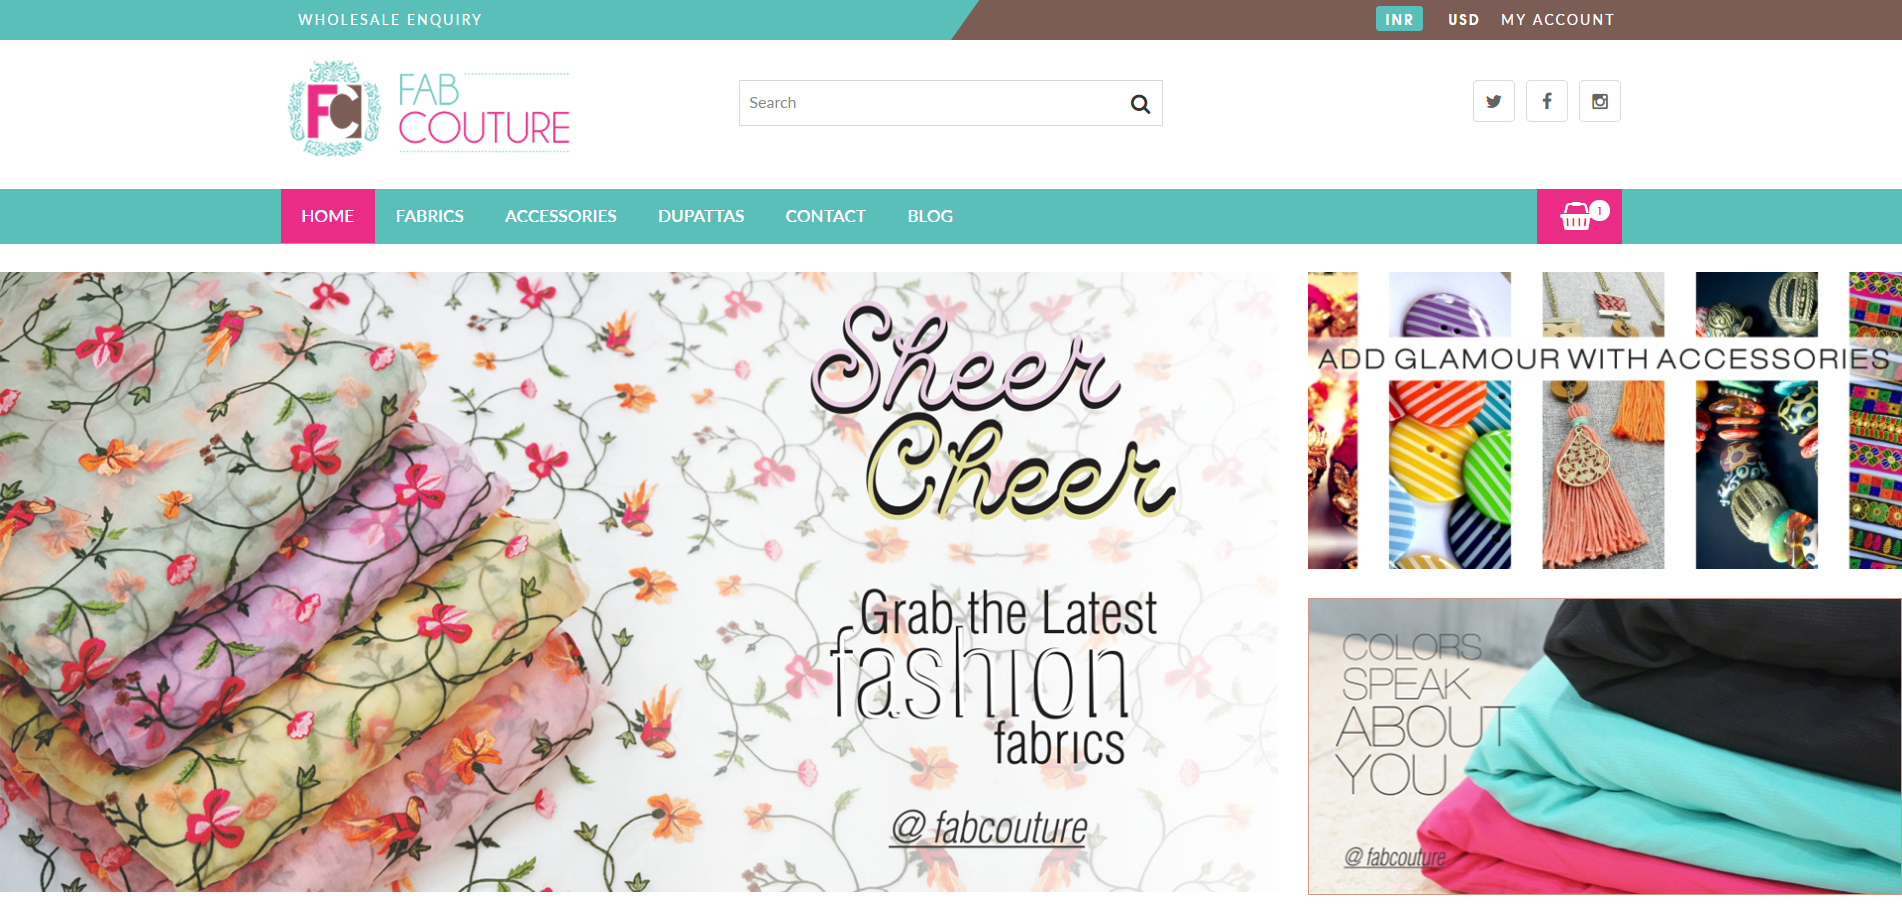 WHOLESALE ENQUIRY
INR USD MY ACCOUNT
FC
FAB
COUTURE
Search
HOME FABRICS ACCESSORIES DUPATTAS CONTACT BLOG
1
Sheer
Cheer
Grab the Latest
fashion
fabrics
@ fabcouture
ADD GLAMOUR WITH ACCESSORIES
COLORS
SPEAK
ABOUT
YOU
@ fabcouture